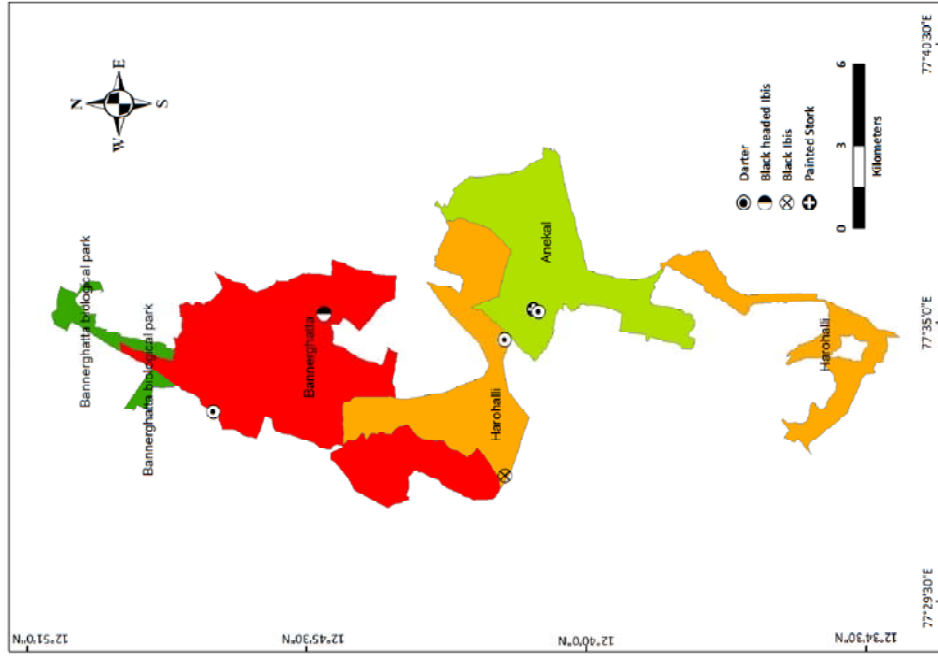 N
W
E
S
12°51'0"N
12°45'30"N
12°40'0"N
12°34'30"N
Bannerghatta biological park
Bannerghatta biological park
Bannerghatta
Harohalli
Anekal
Harohalli
Darter
Black headed Ibis
Black Ibis
Painted Stork
0
3
6
Kilometers
77°29'30"E
77°35'0"E
77°40'30"E